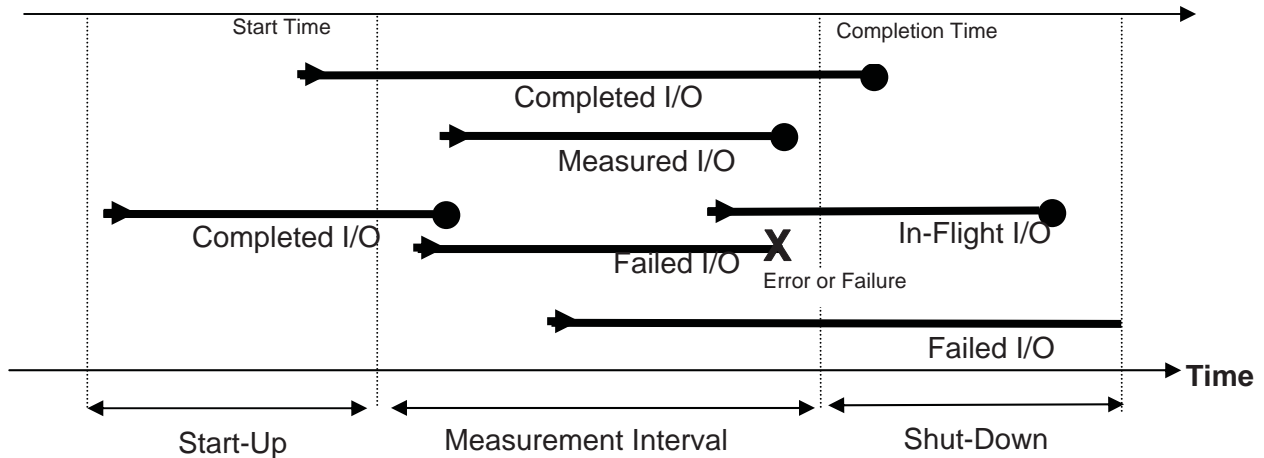 Start Time
Completion Time
Completed I/O
Measured I/O
Completed I/O
In-Flight I/O
Failed I/O
Error or Failure
Failed I/O
Time
Start-Up
Measurement Interval
Shut-Down